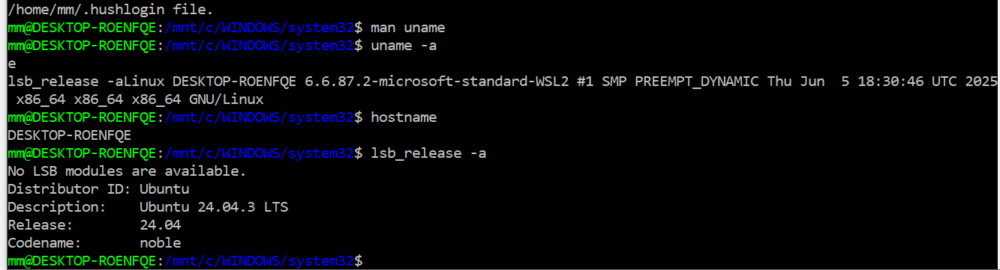 /home/mm/.hushlogin file.
mm@DESKTOP-ROENFQE:/mnt/c/WINDOWS/system32$ man uname
mm@DESKTOP-ROENFQE:/mnt/c/WINDOWS/system32$ uname -a
e
lsb_release -aLinux DESKTOP-ROENFQE 6.6.87.2-microsoft-standard-WSL2 #1 SMP PREEMPT_DYNAMIC Thu Jun  5 18:30:46 UTC 2025
 x86_64 x86_64 x86_64 GNU/Linux
mm@DESKTOP-ROENFQE:/mnt/c/WINDOWS/system32$ hostname
DESKTOP-ROENFQE
mm@DESKTOP-ROENFQE:/mnt/c/WINDOWS/system32$ lsb_release -a
No LSB modules are available.
Distributor ID: Ubuntu
Description:    Ubuntu 24.04.3 LTS
Release:        24.04
Codename:       noble
mm@DESKTOP-ROENFQE:/mnt/c/WINDOWS/system32$